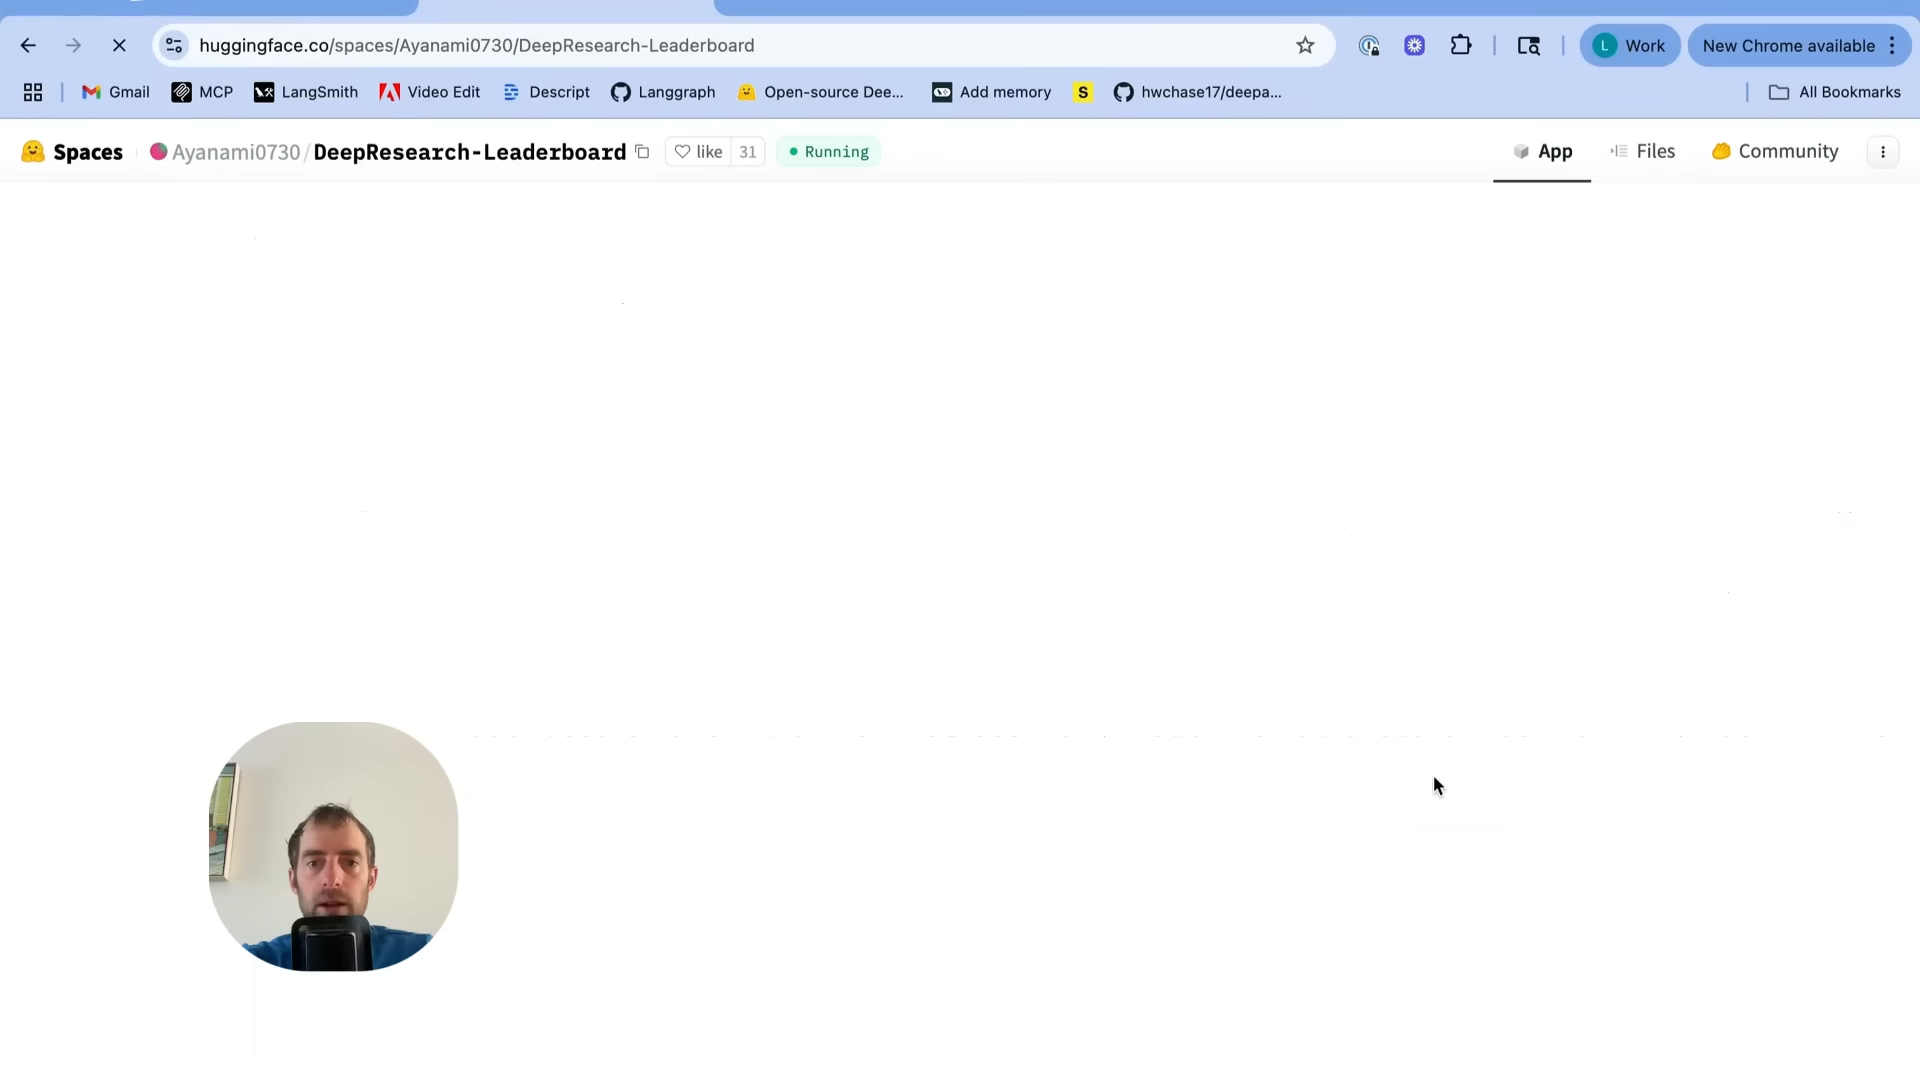 huggingface.co/spaces/Ayanami0730/DeepResearch-Leaderboard
L Work
New Chrome available
Gmail
MCP
LangSmith
Video Edit
Descript
Langgraph
Open-source Dee...
Add memory
S
hwchase17/deepa...
All Bookmarks
Spaces
Ayanami0730/DeepResearch-Leaderboard
like 31
Running
App
Files
Community